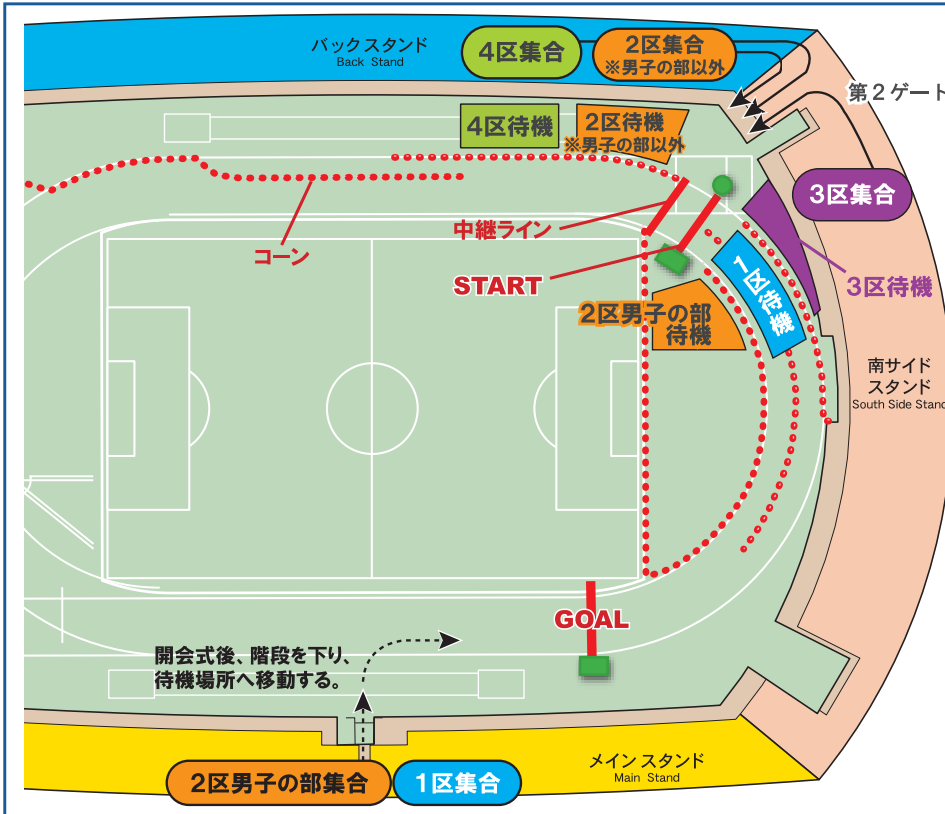 バックスタンド
Back Stand
4区集合
2区集合
※男子の部以外
第２ゲート
4区待機
2区待機
※男子の部以外
3区集合
中継ライン
コーン
START
1区待機
3区待機
2区男子の部
待機
南サイド
スタンド
South Side Stand
GOAL
開会式後、階段を下り、
待機場所へ移動する。
メインスタンド
Main Stand
2区男子の部集合
1区集合